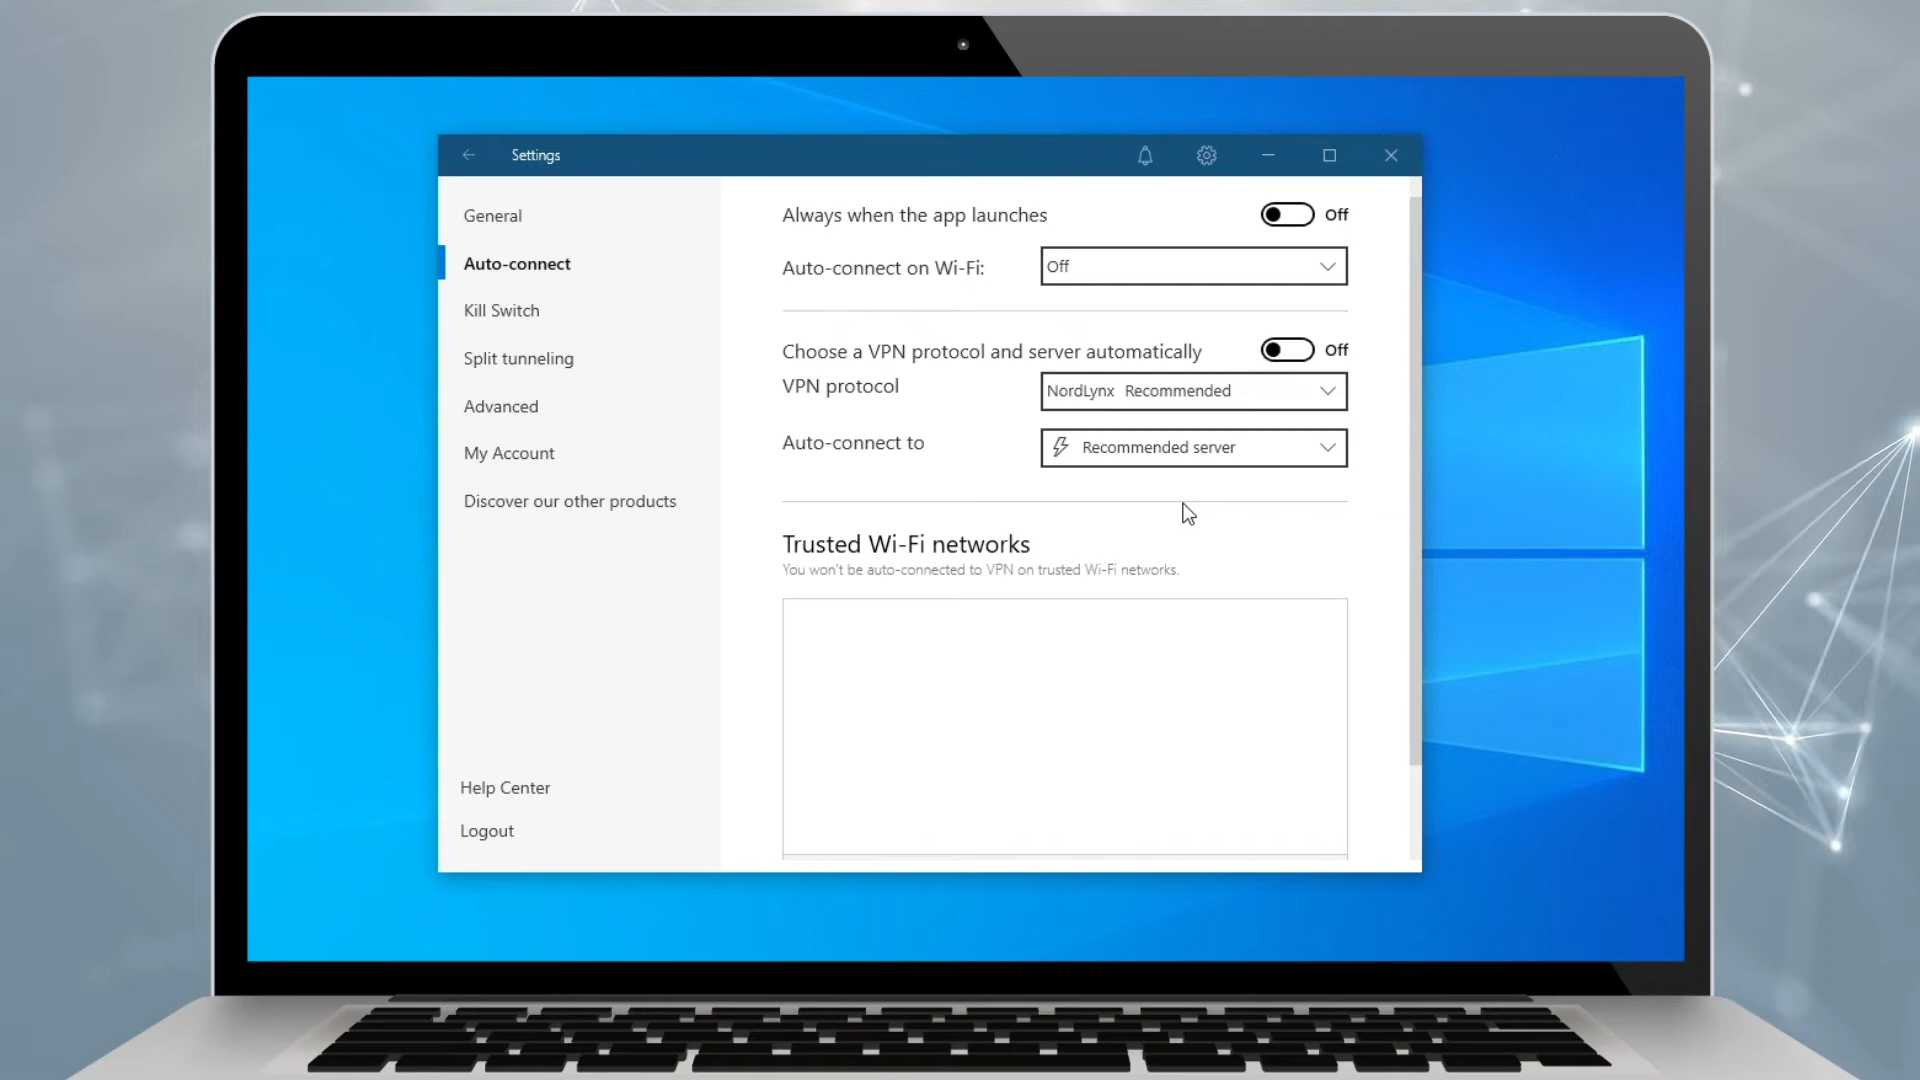 Settings
General
Auto-connect
Kill Switch
Split tunneling
Advanced
My Account
Discover our other products
Help Center
Logout
Always when the app launches Off
Auto-connect on Wi-Fi: Off
Choose a VPN protocol and server automatically Off
VPN protocol NordLynx Recommended
Auto-connect to Recommended server
Trusted Wi-Fi networks
You won't be auto-connected to VPN on trusted Wi-Fi networks.